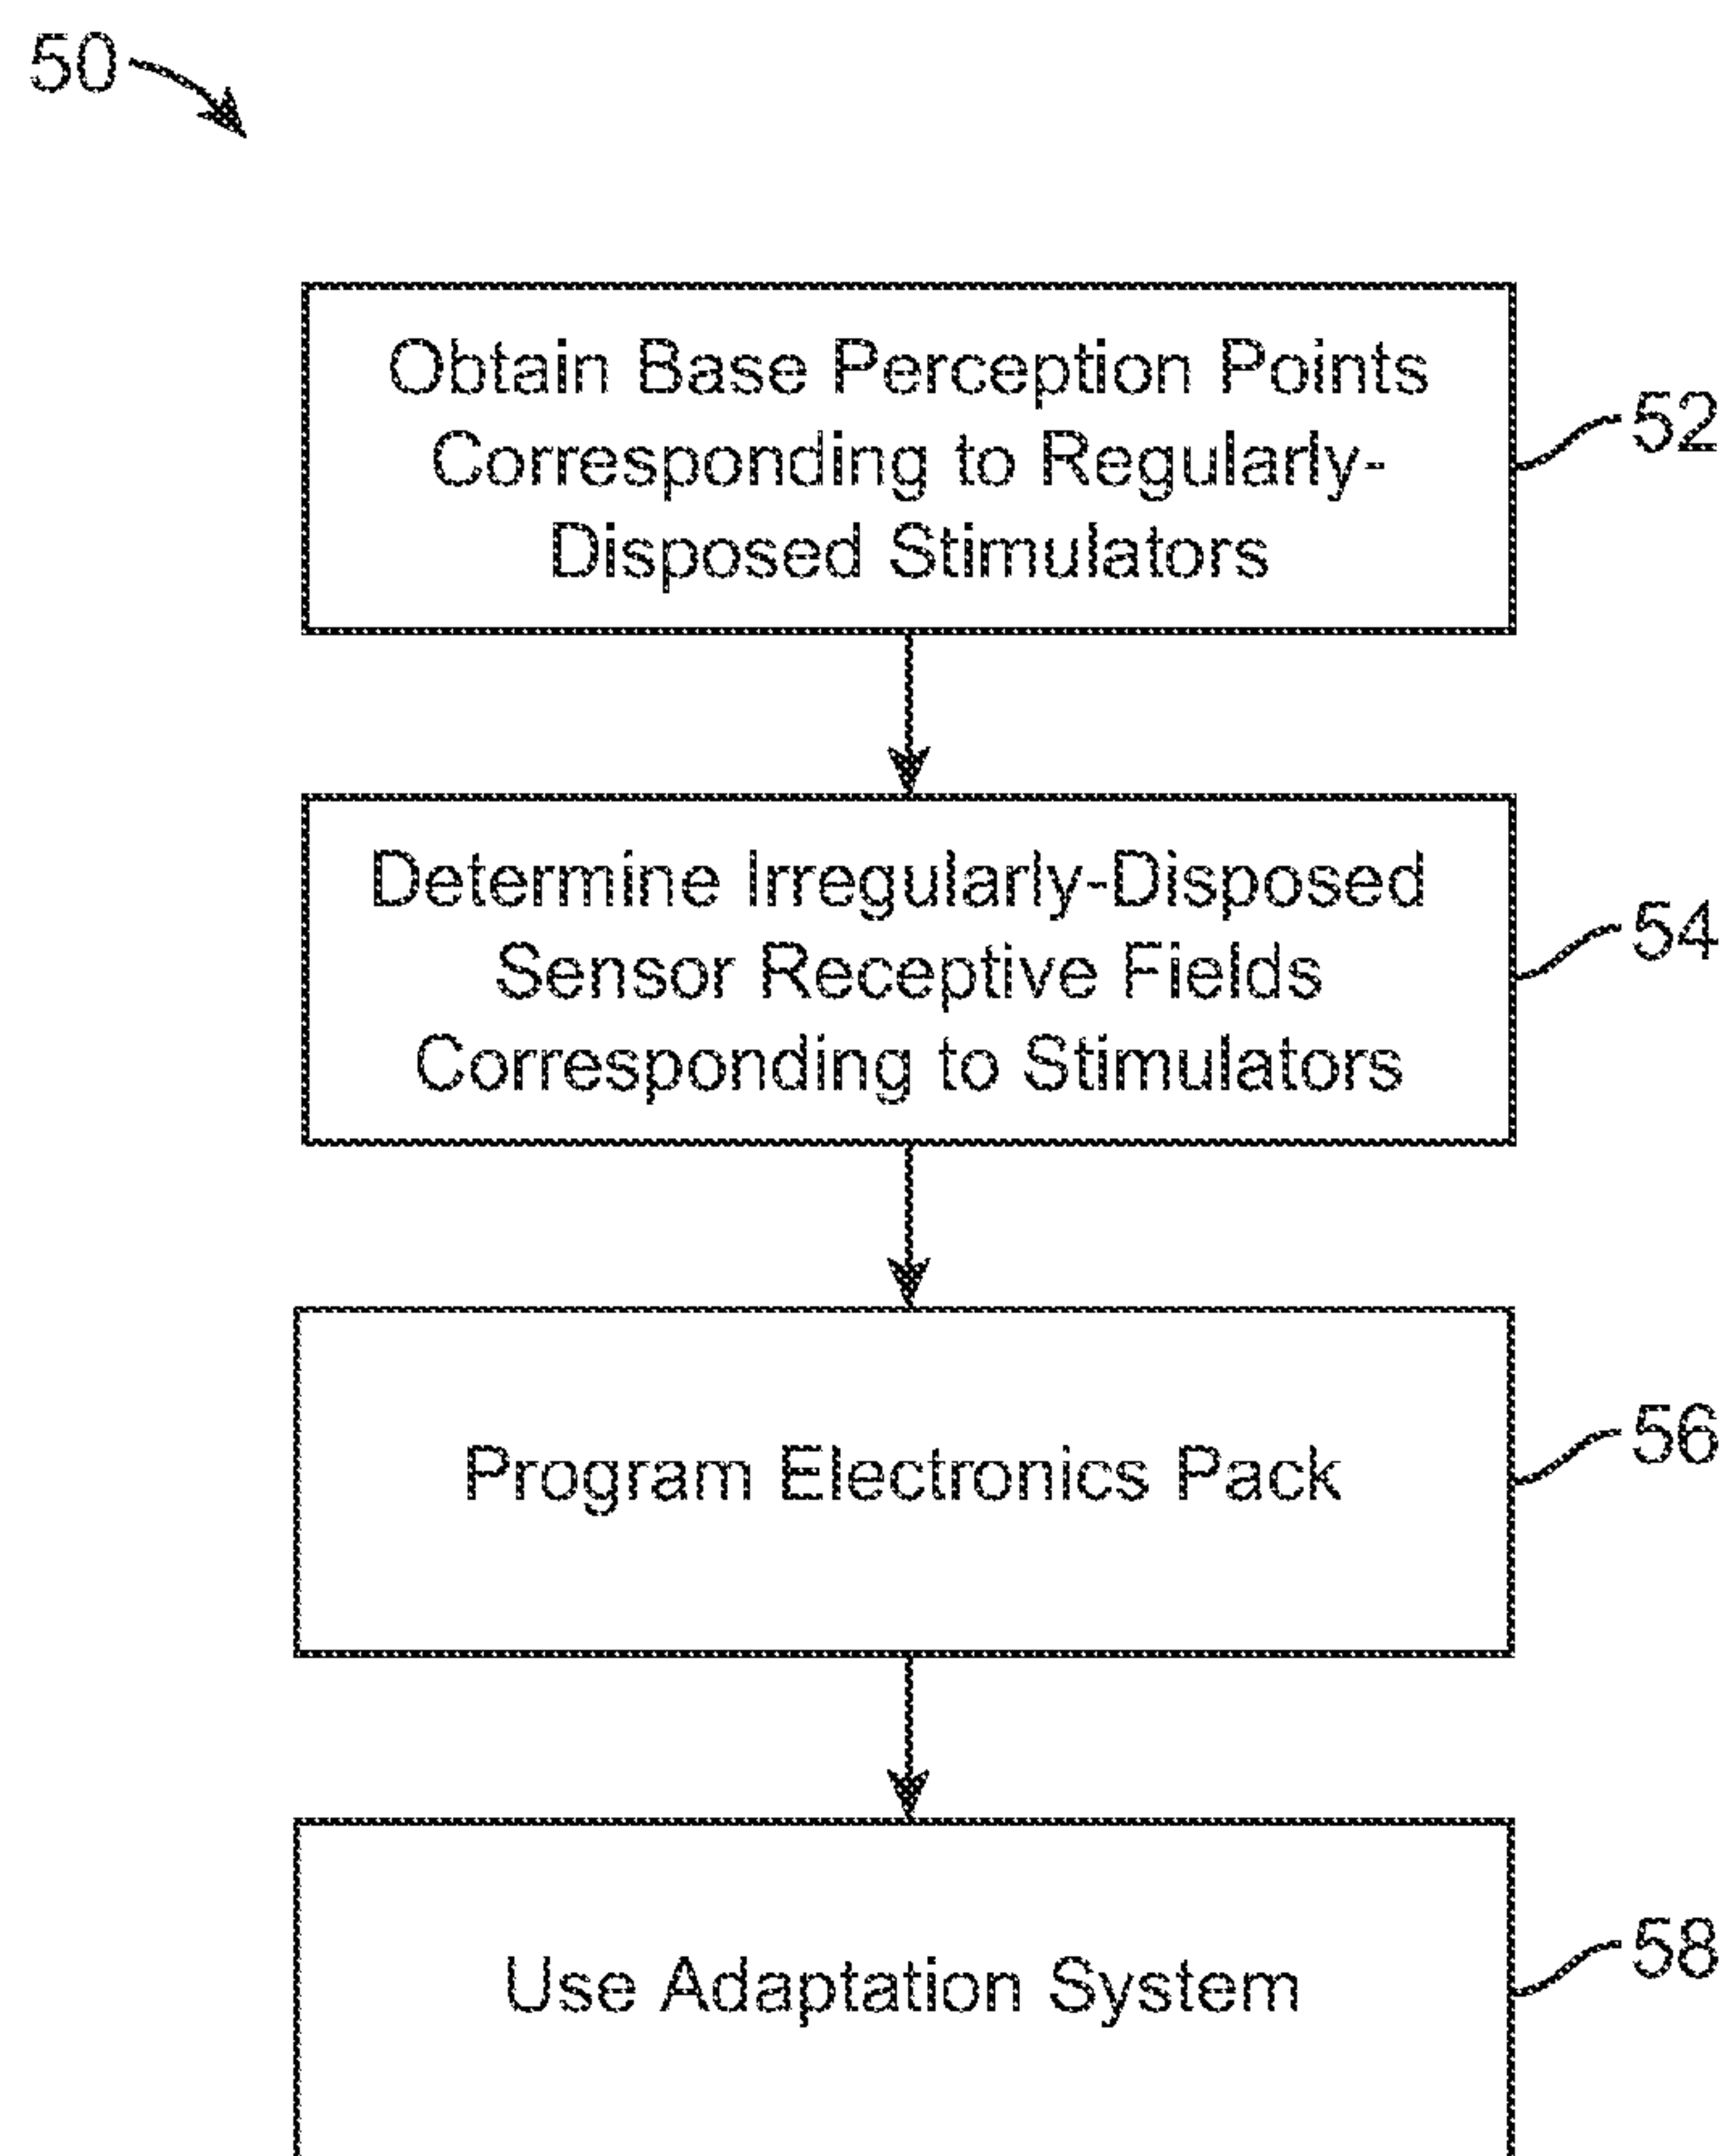 50
Obtain Base Perception Points
Corresponding to Regularly-
Disposed Stimulators
52
Determine Irregularly-Disposed
Sensor Receptive Fields
Corresponding to Stimulators
54
Program Electronics Pack
56
Use Adaptation System
58